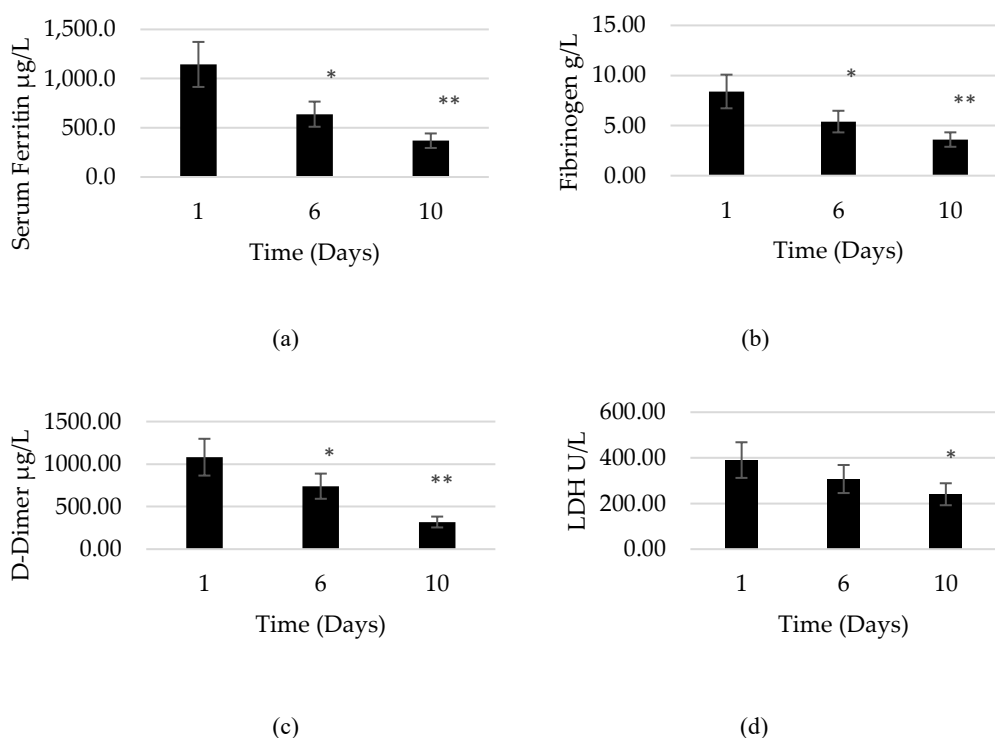 Serum Ferritin µg/L
1,500.0
1,000.0
500.0
0.0
*
**
1 6 10
Time (Days)
(a)
Fibrinogen g/L
15.00
10.00
5.00
0.00
*
**
1 6 10
Time (Days)
(b)
D-Dimer µg/L
1500.00
1000.00
500.00
0.00
*
**
1 6 10
Time (Days)
(c)
LDH U/L
600.00
400.00
200.00
0.00
*
1 6 10
Time (Days)
(d)